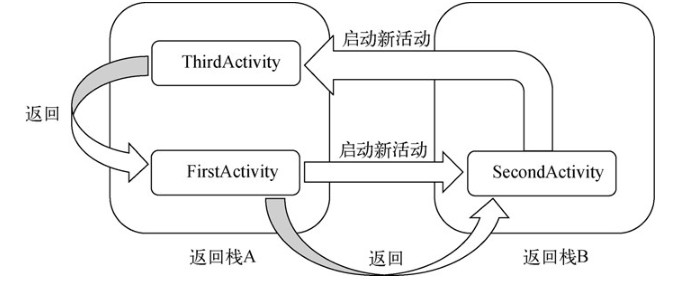 启动新活动
ThirdActivity
返回
启动新活动
FirstActivity
SecondActivity
返回栈A
返回
返回栈B